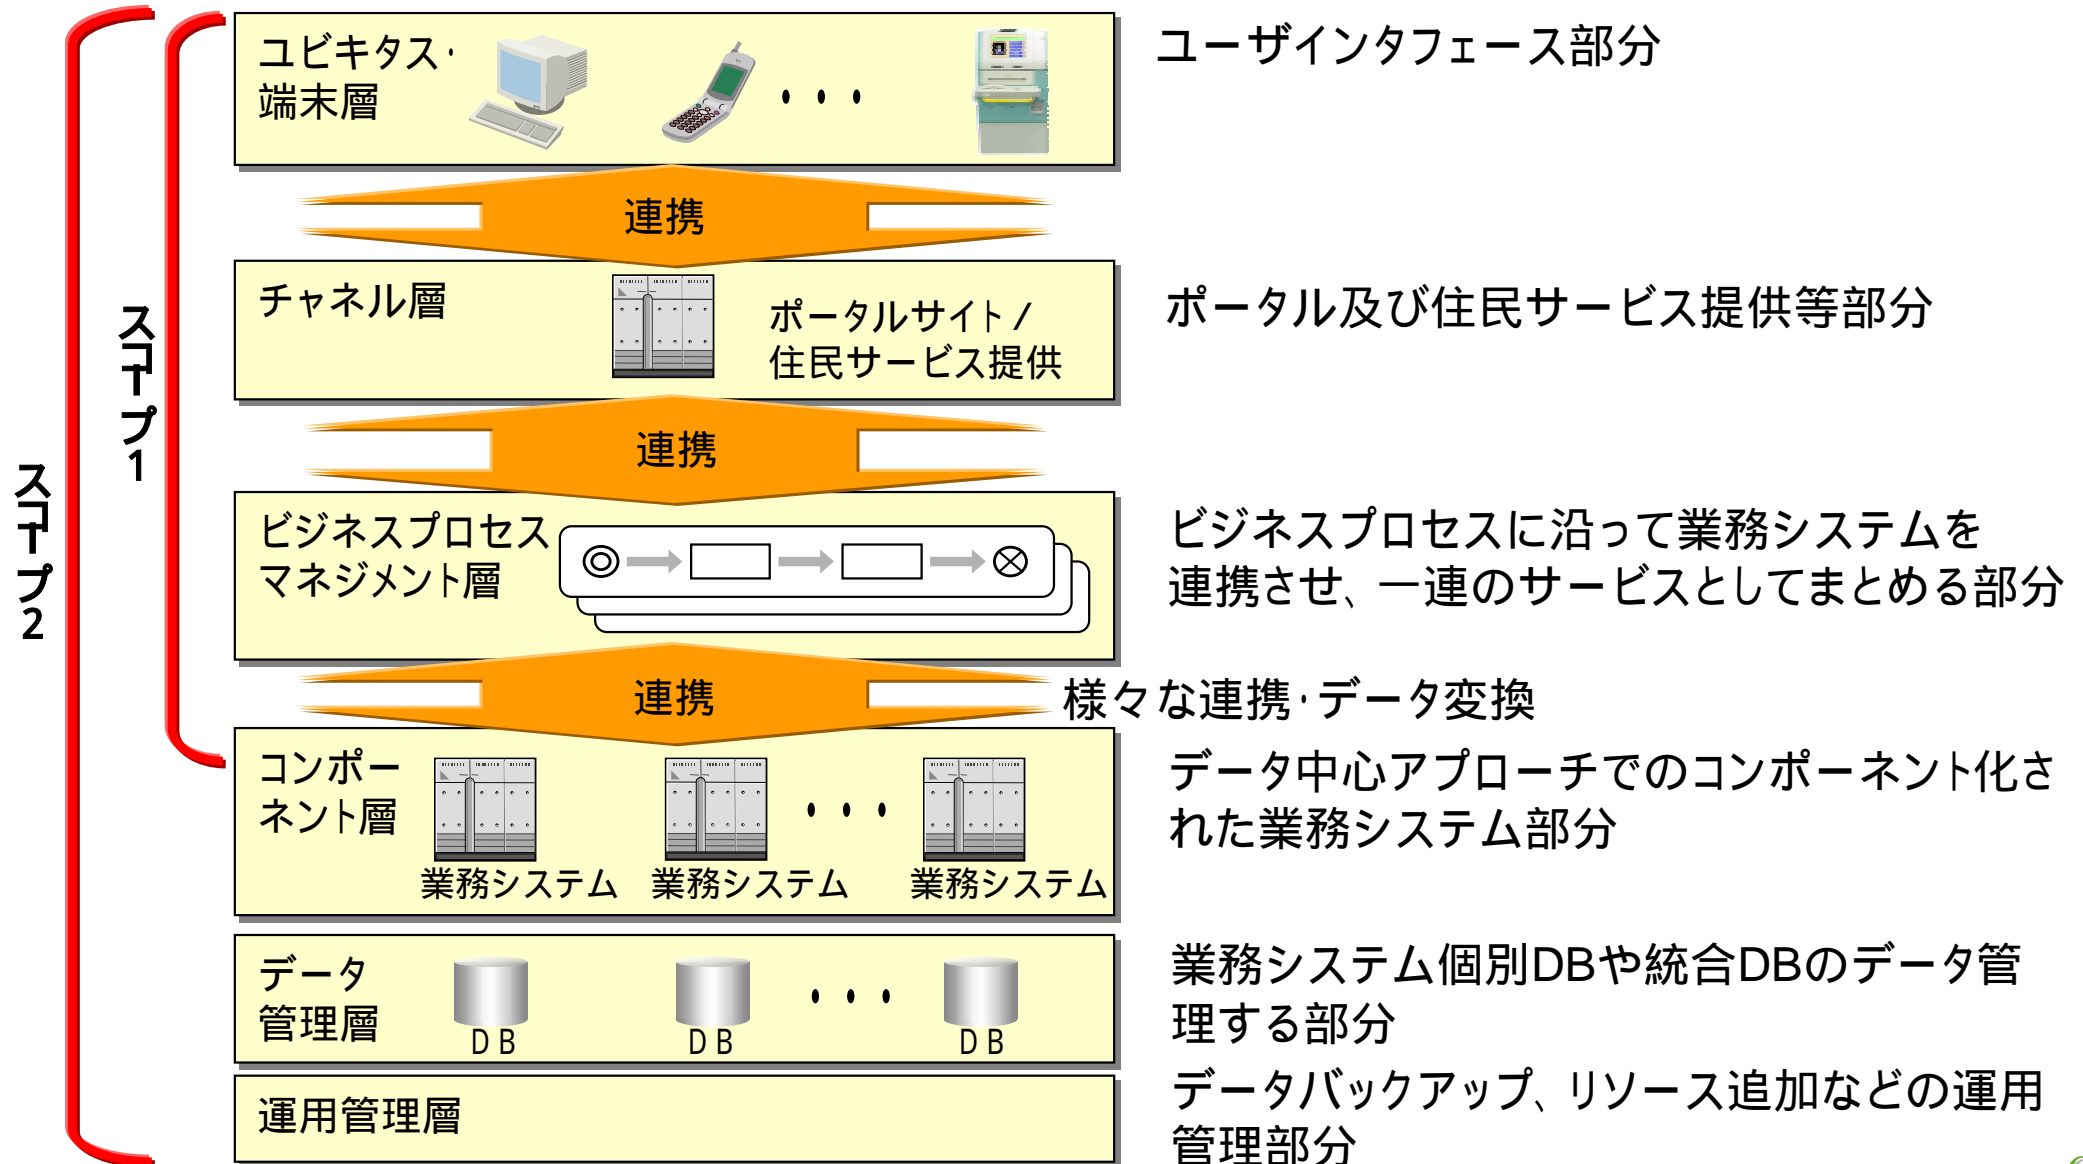 ユビキタス・
端末層
・・・
ユーザインタフェース部分
連携
チャネル層
ポータルサイト/
住民サービス提供
ポータル及び住民サービス提供等部分
スコープ1
連携
スコープ2
ビジネスプロセス
マネジメント層
ビジネスプロセスに沿って業務システムを
連携させ、一連のサービスとしてまとめる部分
連携
様々な連携・データ変換
コンポー
ネント層
・・・
業務システム 業務システム 業務システム
データ中心アプローチでのコンポーネント化さ
れた業務システム部分
データ
管理層
・・・
DB DB DB
業務システム個別DBや統合DBのデータ管
理する部分
運用管理層
データバックアップ、リソース追加などの運用
管理部分